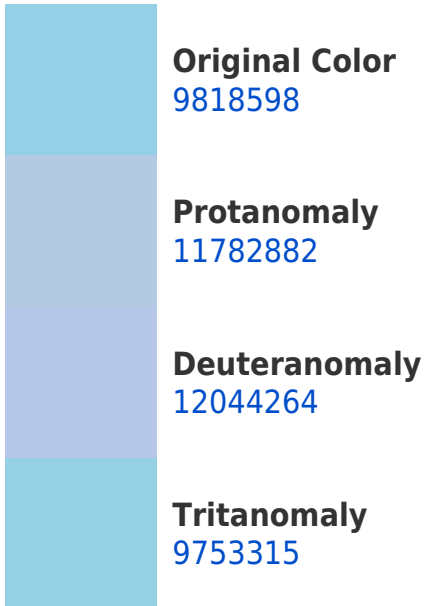 Original Color
9818598
Protanomaly
11782882
Deuteranomaly
12044264
Tritanomaly
9753315